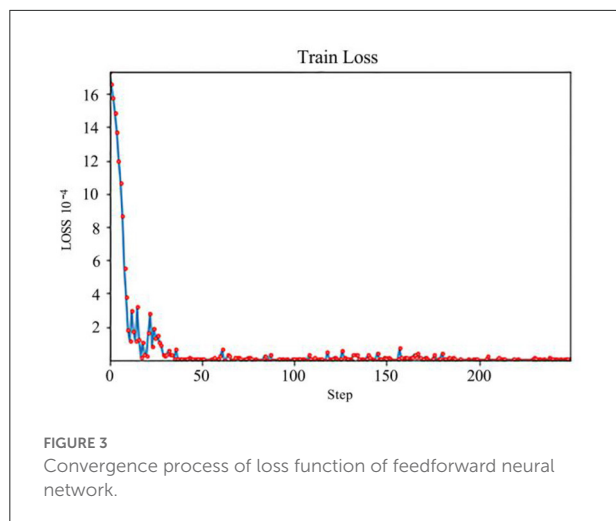 Train Loss
16
14
12
10
8
6
4
2
LOSS 10⁻⁴
0
50
100
150
200
Step
FIGURE 3
Convergence process of loss function of feedforward neural
network.